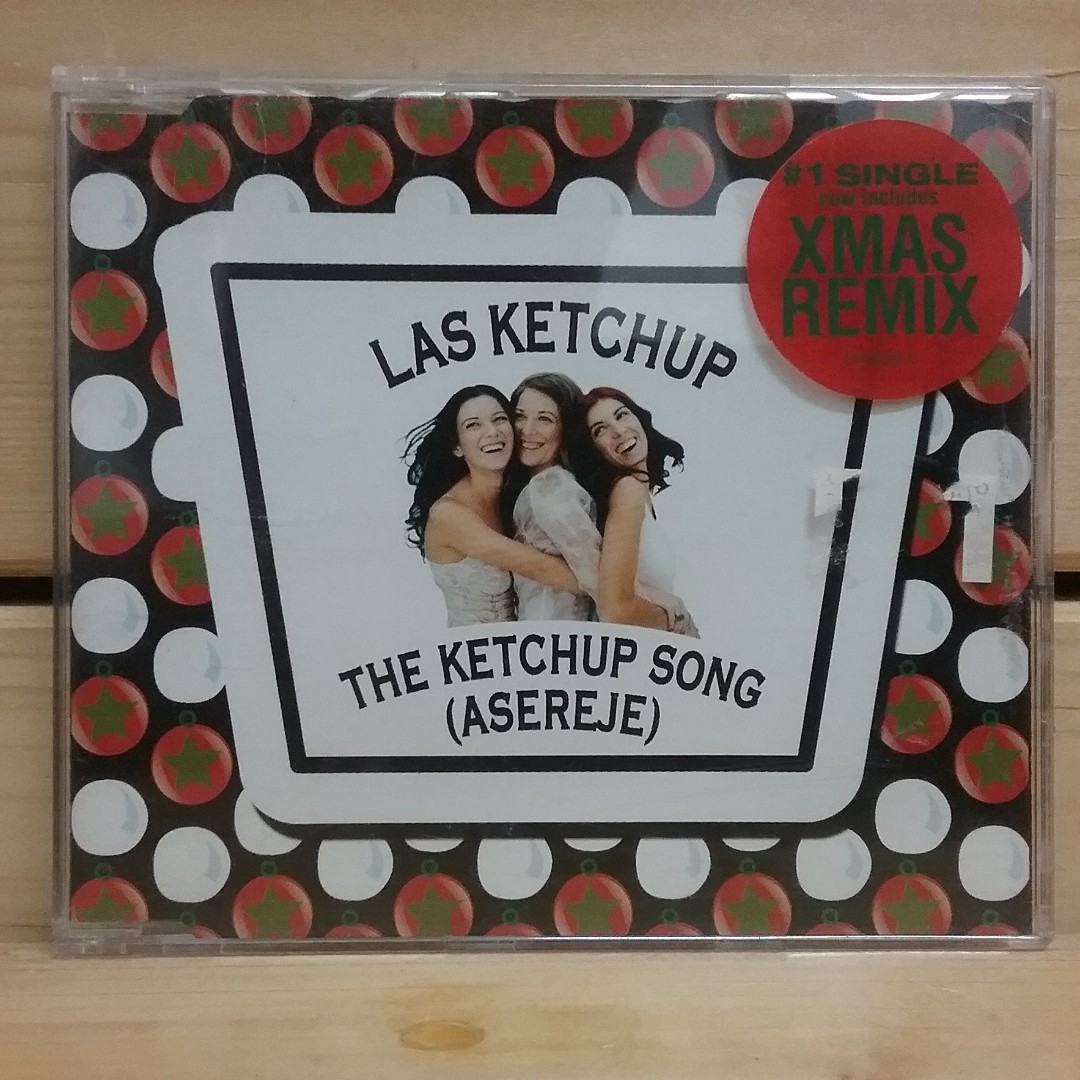 #1 SINGLE
now includes
XMAS
REMIX
LAS KETCHUP
THE KETCHUP SONG
(ASEREJE)